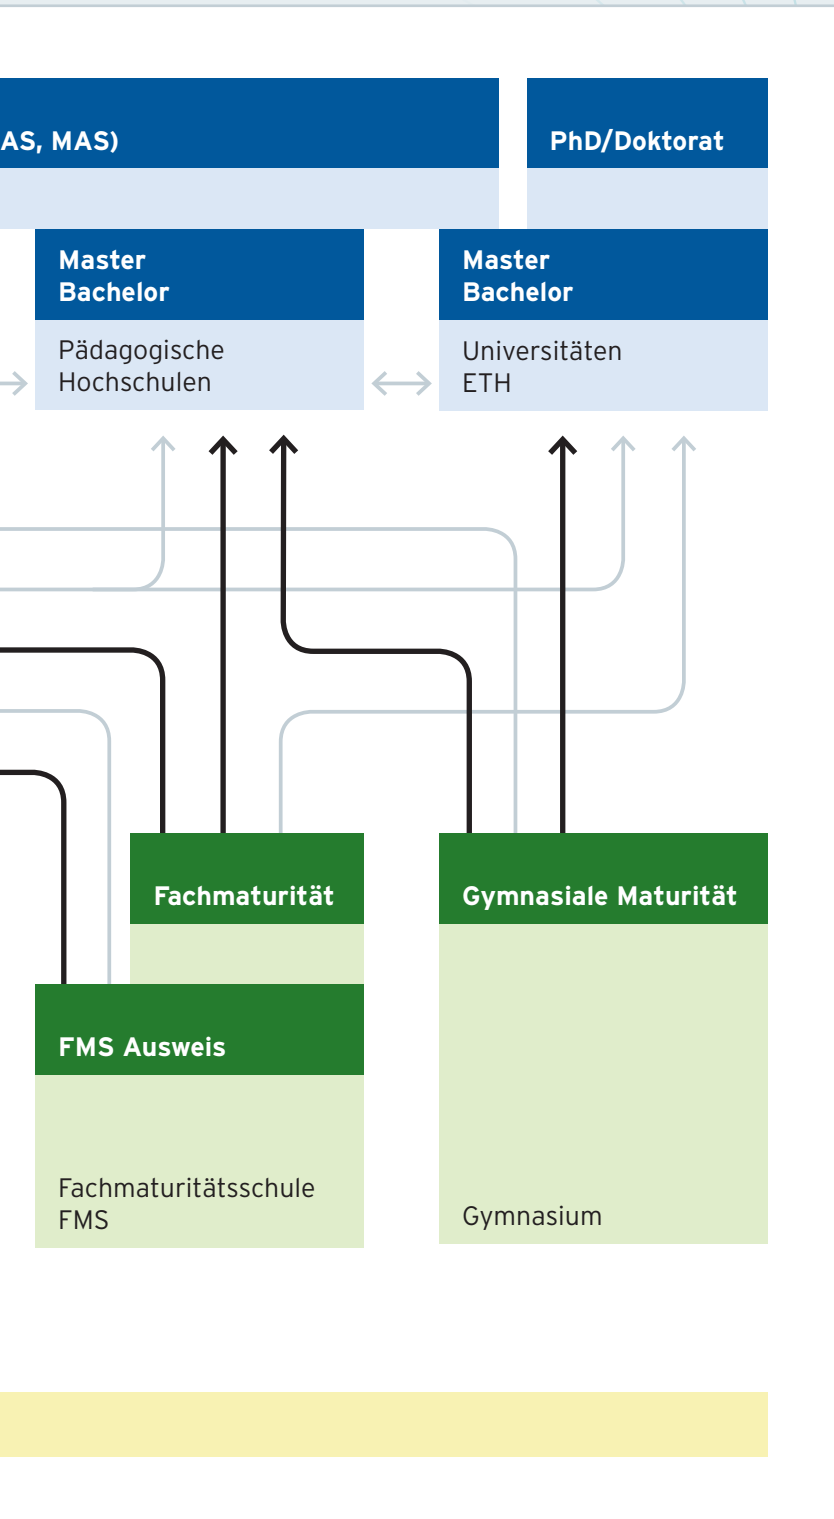 AS, MAS)
PhD/Doktorat
Master
Bachelor
Pädagogische
Hochschulen
Master
Bachelor
Universitäten
ETH
Fachmaturität
Gymnasiale Maturität
FMS Ausweis
Fachmaturitätsschule
FMS
Gymnasium